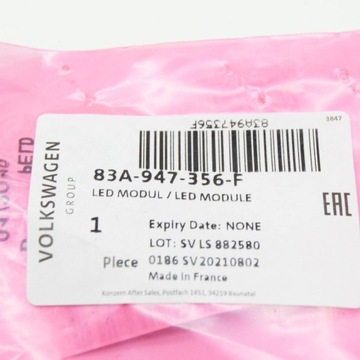 3847
83A947356F
VOLKSWAGEN
GROUP
83A-947-356-F
LED MODUL / LED MODULE
EAC
1
Expiry Date: NONE
LOT: SV LS 882580
Piece
0186 SV20210802
Made in France
Konzern After Sales, Postfach 1451, 34219 Baunatal